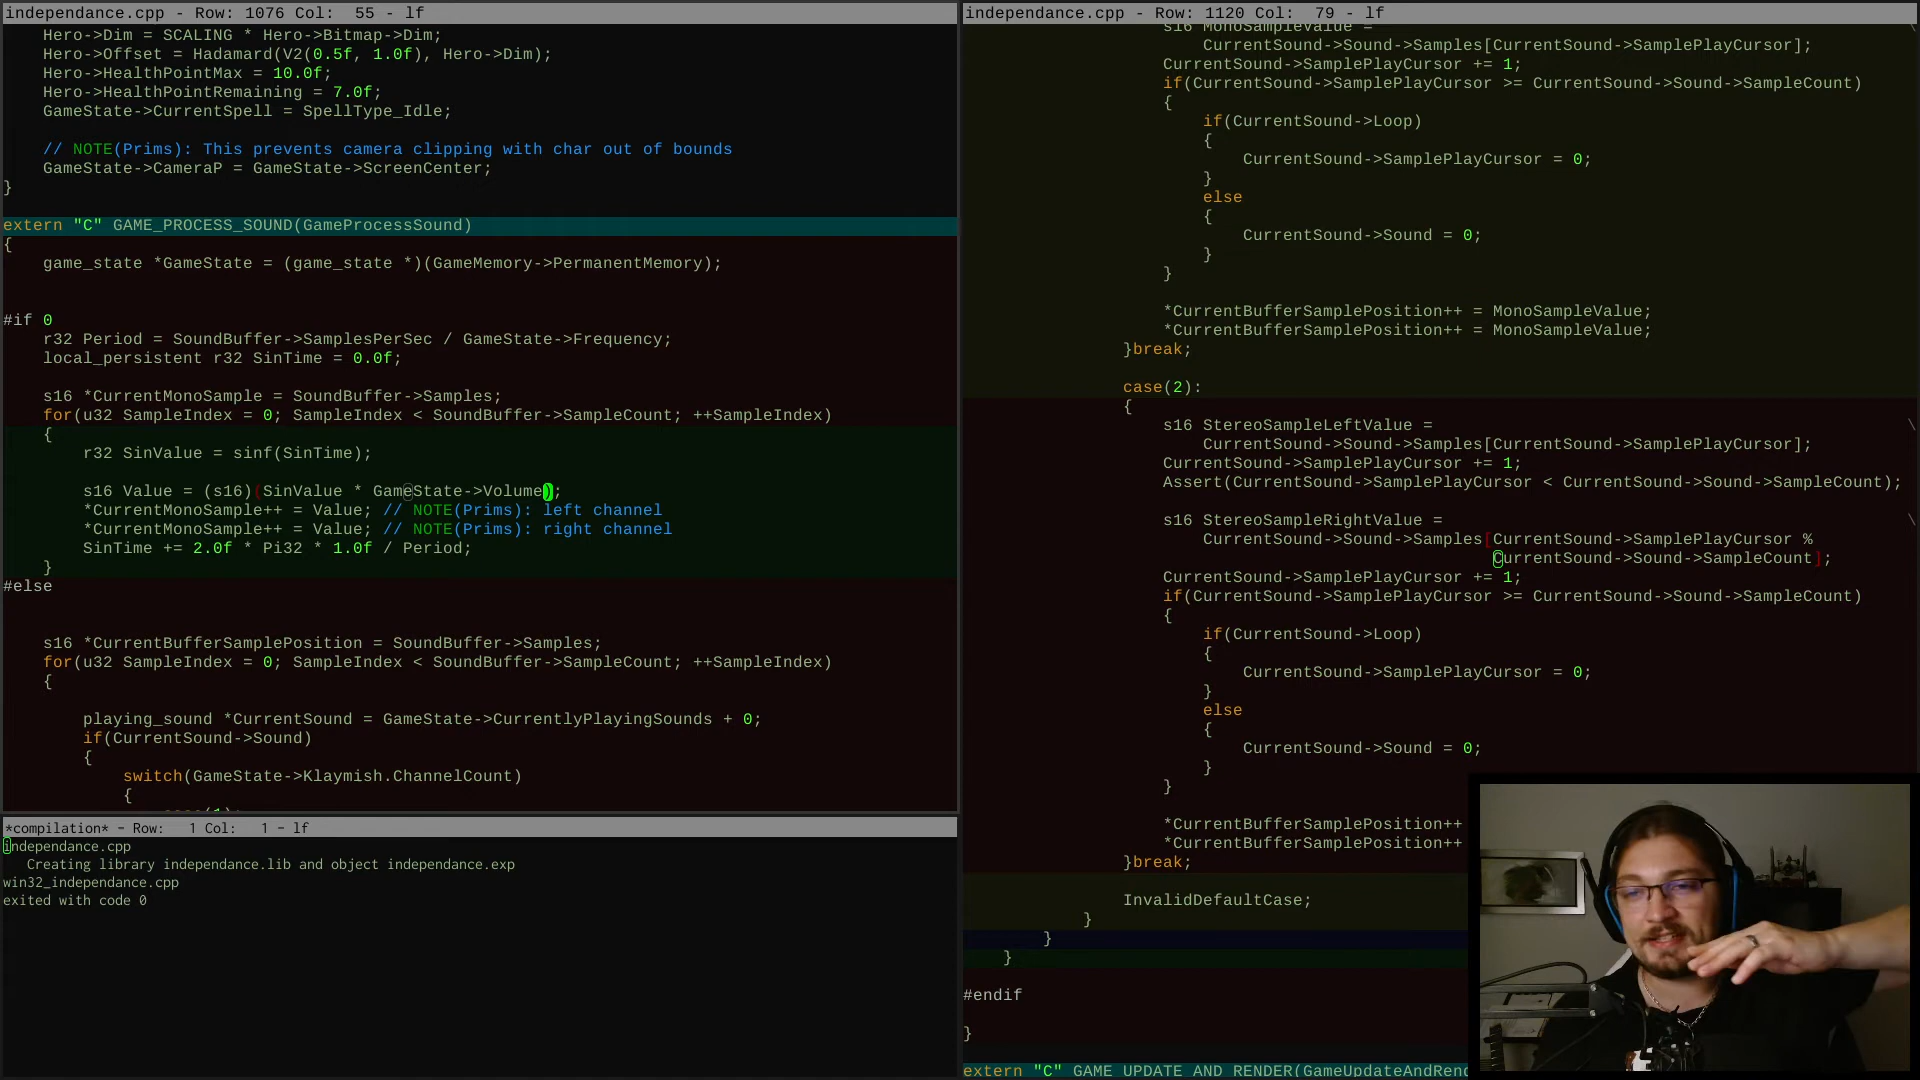 independance.cpp - Row: 1076 Col:  55 - lf
Hero->Dim = SCALING * Hero->Bitmap->Dim;
Hero->Offset = Hadamard(V2(0.5f, 1.0f), Hero->Dim);
Hero->HealthPointMax = 10.0f;
Hero->HealthPointRemaining = 7.0f;
GameState->CurrentSpell = SpellType_Idle;
// NOTE(Prims): This prevents camera clipping with char out of bounds
GameState->CameraP = GameState->ScreenCenter;
}
extern "C" GAME_PROCESS_SOUND(GameProcessSound)
{
game_state *GameState = (game_state *)(GameMemory->PermanentMemory);
#if 0
r32 Period = SoundBuffer->SamplesPerSec / GameState->Frequency;
local_persistent r32 SinTime = 0.0f;
s16 *CurrentMonoSample = SoundBuffer->Samples;
for(u32 SampleIndex = 0; SampleIndex < SoundBuffer->SampleCount; ++SampleIndex)
{
r32 SinValue = sinf(SinTime);
s16 Value = (s16)(SinValue * GameState->Volume);
*CurrentMonoSample++ = Value; // NOTE(Prims): left channel
*CurrentMonoSample++ = Value; // NOTE(Prims): right channel
SinTime += 2.0f * Pi32 * 1.0f / Period;
}
#else
s16 *CurrentBufferSamplePosition = SoundBuffer->Samples;
for(u32 SampleIndex = 0; SampleIndex < SoundBuffer->SampleCount; ++SampleIndex)
{
playing_sound *CurrentSound = GameState->CurrentlyPlayingSounds + 0;
if(CurrentSound->Sound)
{
switch(GameState->Klaymish.ChannelCount)
{
*compilation* - Row:   1 Col:   1 - lf
independance.cpp
Creating library independance.lib and object independance.exp
win32_independance.cpp
exited with code 0
independance.cpp - Row: 1120 Col:  79 - lf
s16 MonoSampleValue = \
CurrentSound->Sound->Samples[CurrentSound->SamplePlayCursor];
CurrentSound->SamplePlayCursor += 1;
if(CurrentSound->SamplePlayCursor >= CurrentSound->Sound->SampleCount)
{
if(CurrentSound->Loop)
{
CurrentSound->SamplePlayCursor = 0;
}
else
{
CurrentSound->Sound = 0;
}
}
*CurrentBufferSamplePosition++ = MonoSampleValue;
*CurrentBufferSamplePosition++ = MonoSampleValue;
}break;
case(2):
{
s16 StereoSampleLeftValue = \
CurrentSound->Sound->Samples[CurrentSound->SamplePlayCursor];
CurrentSound->SamplePlayCursor += 1;
Assert(CurrentSound->SamplePlayCursor < CurrentSound->Sound->SampleCount);
s16 StereoSampleRightValue = \
CurrentSound->Sound->Samples[CurrentSound->SamplePlayCursor %
CurrentSound->Sound->SampleCount];
CurrentSound->SamplePlayCursor += 1;
if(CurrentSound->SamplePlayCursor >= CurrentSound->Sound->SampleCount)
{
if(CurrentSound->Loop)
{
CurrentSound->SamplePlayCursor = 0;
}
else
{
CurrentSound->Sound = 0;
}
}
*CurrentBufferSamplePosition++
*CurrentBufferSamplePosition++
}break;
InvalidDefaultCase;
}
}
}
#endif
}
extern "C" GAME_UPDATE_AND_RENDER(GameUpdateAndRend